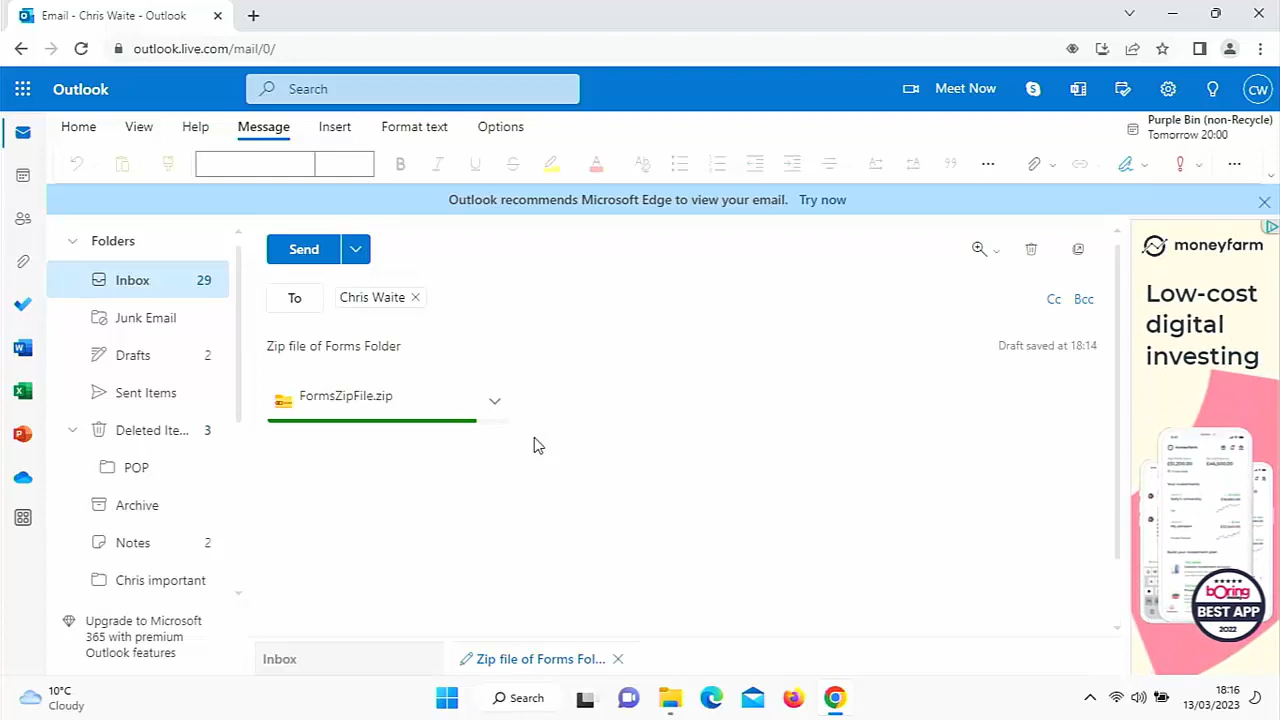 Email - Chris Waite - Outlook
outlook.live.com/mail/0/
Outlook
Search
Meet Now
CW
Home
View
Help
Message
Insert
Format text
Options
Purple Bin (non-Recycle)
Tomorrow 20:00
B
I
U
Outlook recommends Microsoft Edge to view your email. Try now
Folders
Inbox 29
Junk Email
Drafts 2
Sent Items
Deleted Ite... 3
POP
Archive
Notes 2
Chris important
Upgrade to Microsoft
365 with premium
Outlook features
Send
To
Chris Waite
Cc Bcc
Zip file of Forms Folder
Draft saved at 18:14
FormsZipFile.zip
Inbox
Zip file of Forms Fol...
moneyfarm
Low-cost
digital
investing
boring
BEST APP
2022
10°C
Cloudy
Search
18:16
13/03/2023